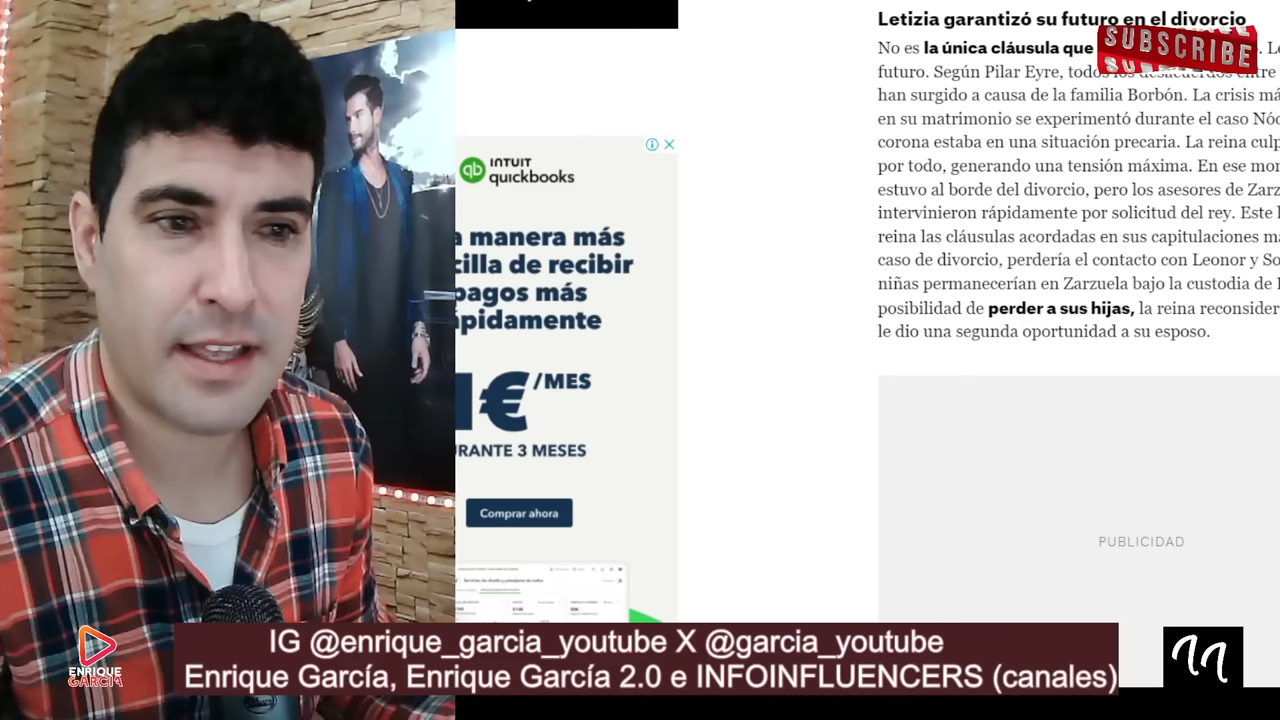 Letizia garantizó su futuro en el divorcio
No es la única cláusula que
SUBSCRIBE
futuro. Según Pilar Eyre, todos los desacuerdos entre
han surgido a causa de la familia Borbón. La crisis má
en su matrimonio se experimentó durante el caso Nóo
corona estaba en una situación precaria. La reina culp
por todo, generando una tensión máxima. En ese mor
estuvo al borde del divorcio, pero los asesores de Zarz
intervinieron rápidamente por solicitud del rey. Este
reina las cláusulas acordadas en sus capitulaciones ma
caso de divorcio, perdería el contacto con Leonor y So
niñas permanecerían en Zarzuela bajo la custodia de
posibilidad de perder a sus hijas, la reina reconsider
le dio una segunda oportunidad a su esposo.
PUBLICIDAD
qb INTUIT
quickbooks
a manera más
cilla de recibir
pagos más
ápidamente
1€/MES
URANTE 3 MESES
Comprar ahora
ENRIQUE
GARCÍA
IG @enrique_garcia_youtube X @garcia_youtube
Enrique García, Enrique García 2.0 e INFOINFLUENCERS (canales)